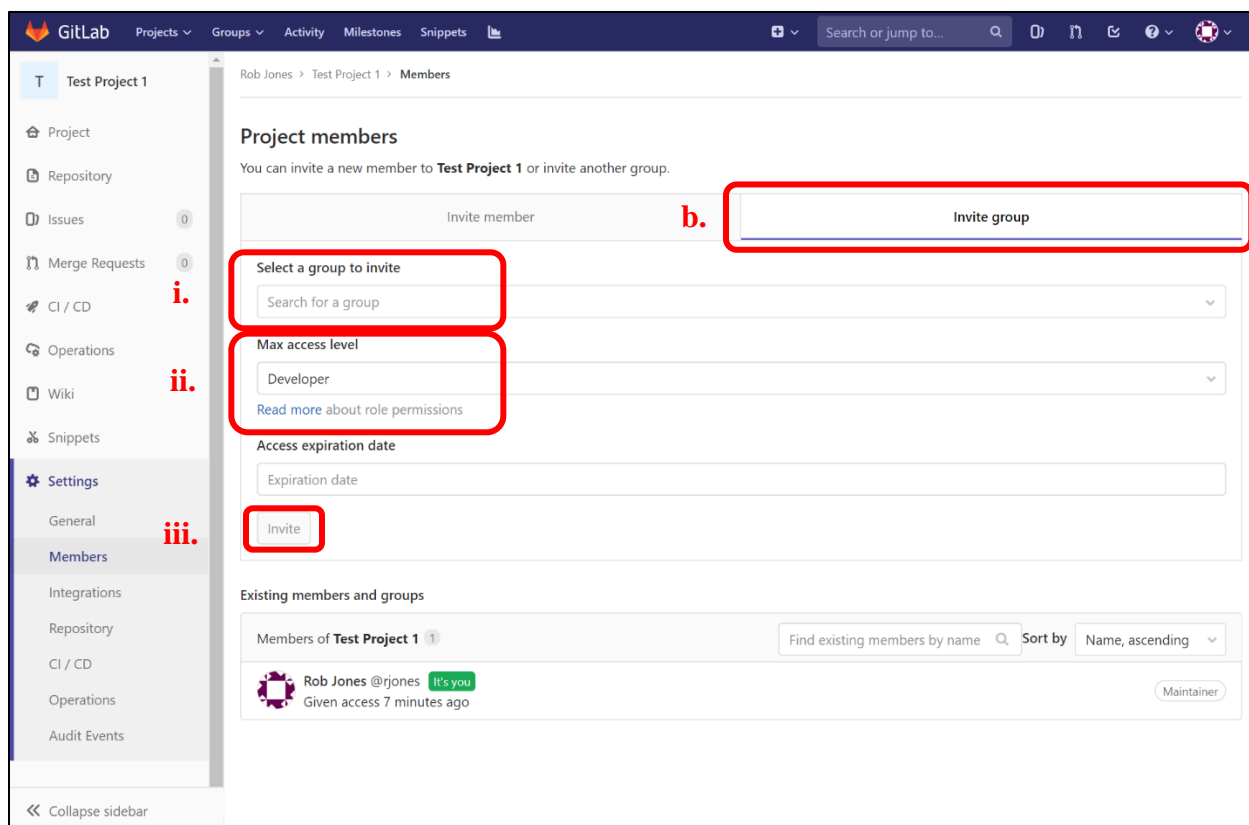 GitLab Projects Groups Activity Milestones Snippets Search or jump to...
T Test Project 1
Project
Repository
Issues 0
Merge Requests 0
CI / CD
Operations
Wiki
Snippets
Settings
General
Members
Integrations
Repository
CI / CD
Operations
Audit Events
Collapse sidebar
Rob Jones > Test Project 1 > Members
Project members
You can invite a new member to Test Project 1 or invite another group.
Invite member b. Invite group
i.
Select a group to invite
Search for a group
ii.
Max access level
Developer
Read more about role permissions
Access expiration date
Expiration date
iii. Invite
Existing members and groups
Members of Test Project 1 1 Find existing members by name Sort by Name, ascending
Rob Jones @rjones It's you
Given access 7 minutes ago
Maintainer